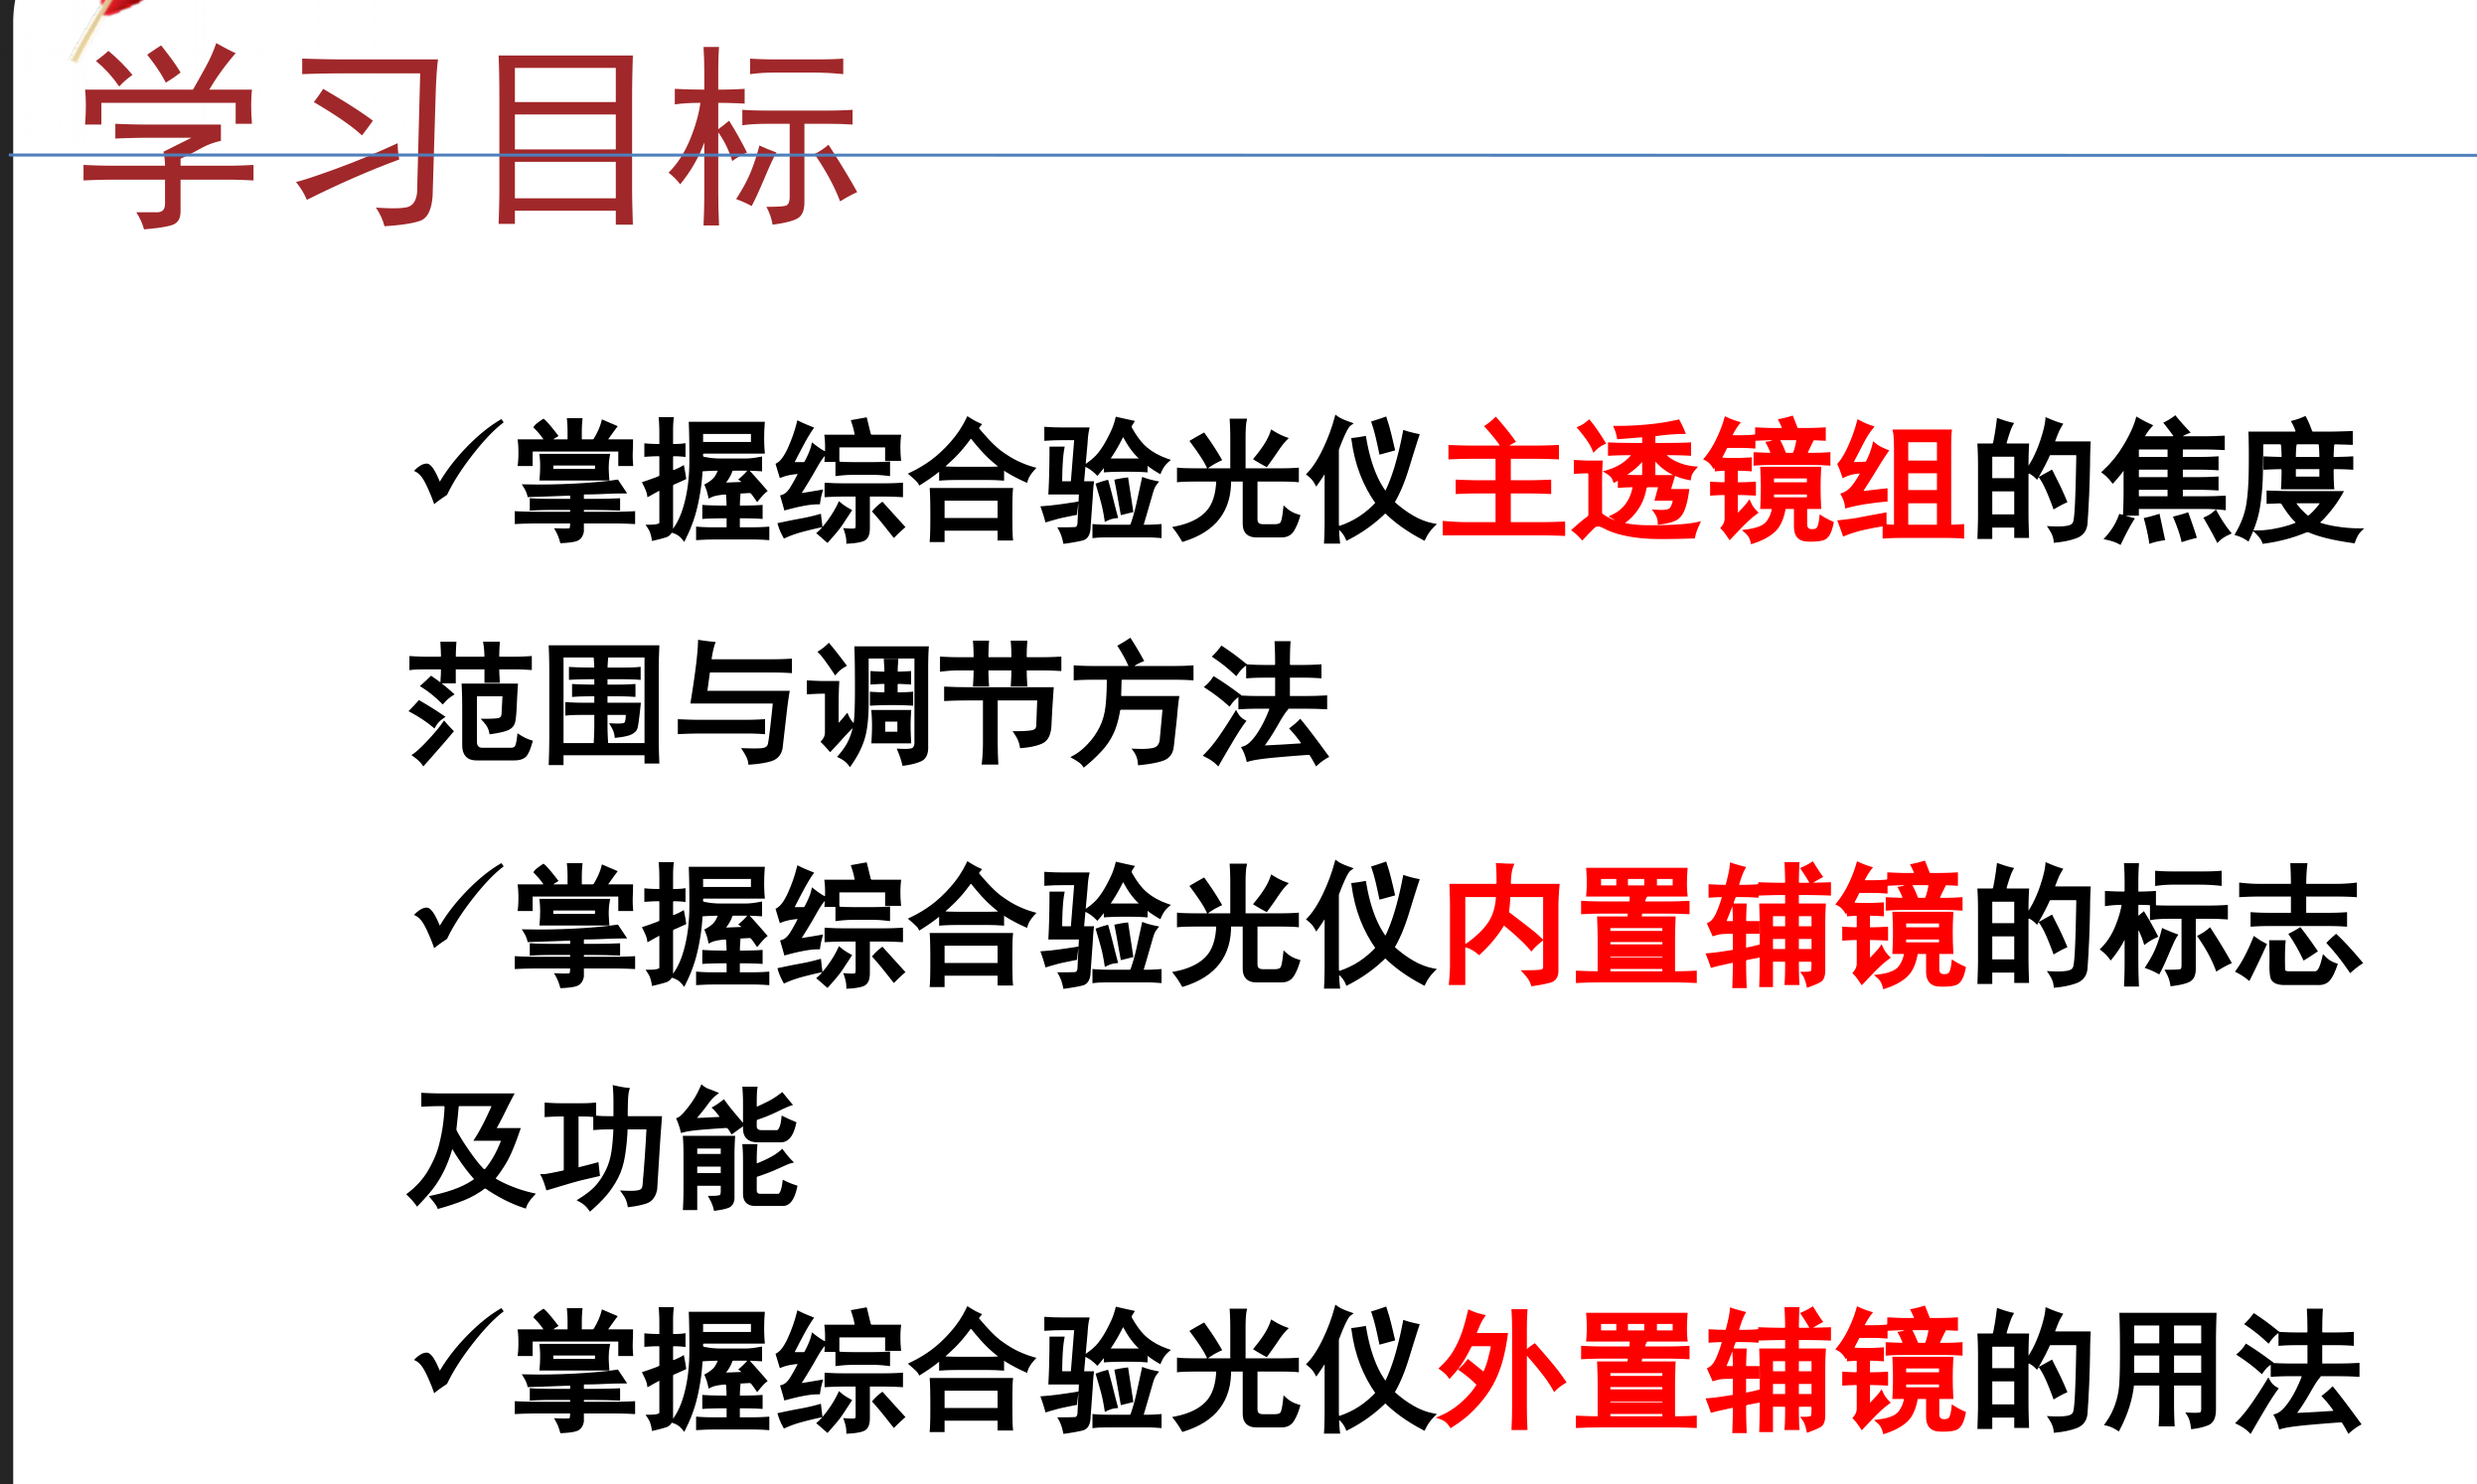 学习目标
✓掌握综合验光仪主透镜组的焦度
范围与调节方法
✓掌握综合验光仪内置辅镜的标志
及功能
✓掌握综合验光仪外置辅镜的用法